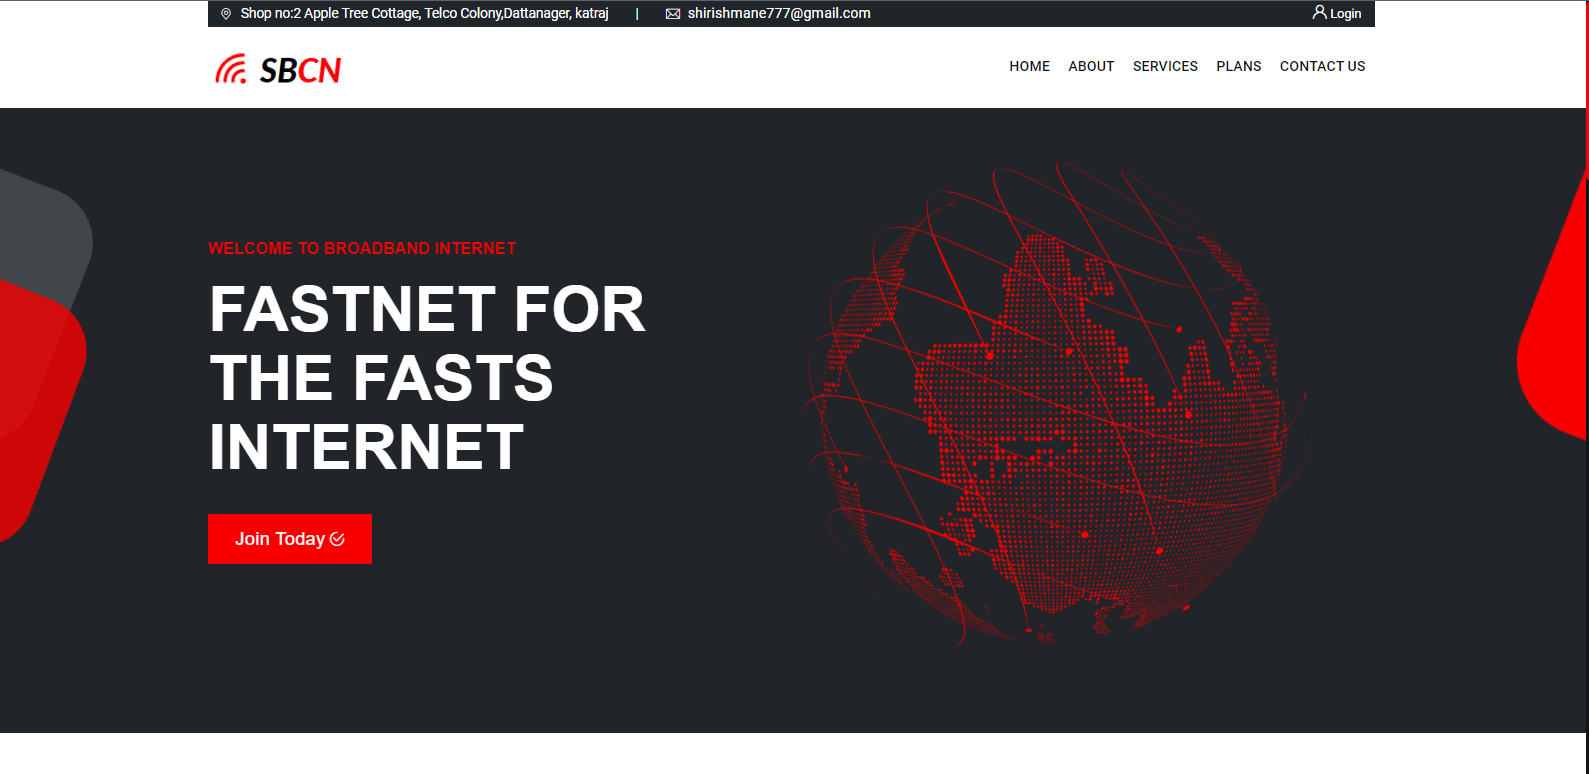 Shop no:2 Apple Tree Cottage, Telco Colony,Dattanager, katraj | shirishmane777@gmail.com Login
SBCN HOME ABOUT SERVICES PLANS CONTACT US
WELCOME TO BROADBAND INTERNET
FASTNET FOR
THE FASTS
INTERNET
Join Today